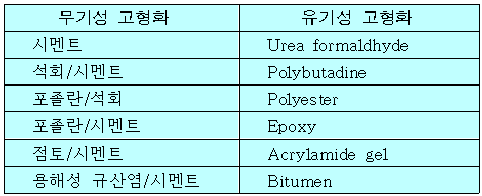 무기성 고형화 유기성 고형화
시멘트 Urea formaldhyde
석회/시멘트 Polybutadine
포졸란/석회 Polyester
포졸란/시멘트 Epoxy
점토/시멘트 Acrylamide gel
용해성 규산염/시멘트 Bitumen